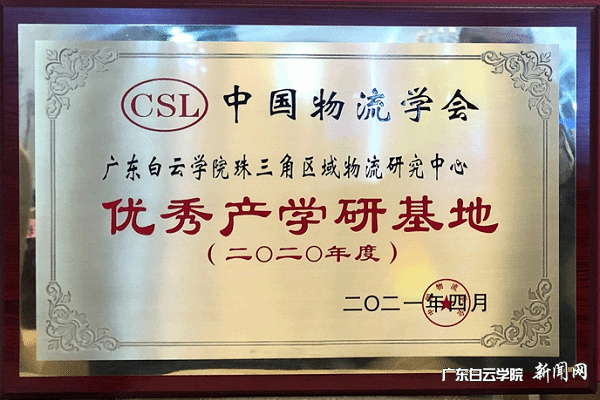 CSL 中国物流学会
广东白云学院珠三角区域物流研究中心
优秀产学研基地
(二〇二〇年度)
二〇二一年四月
广东白云学院 新闻网